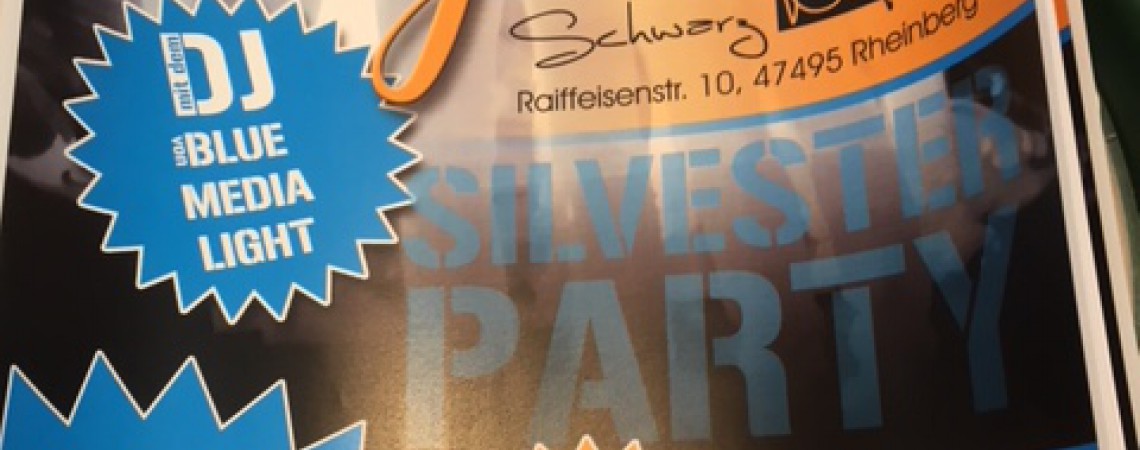 Schwarz
Raiffeisenstr. 10, 47495 Rheinberg
mit dem
DJ
von
BLUE
MEDIA
LIGHT
SILVESTER
PARTY